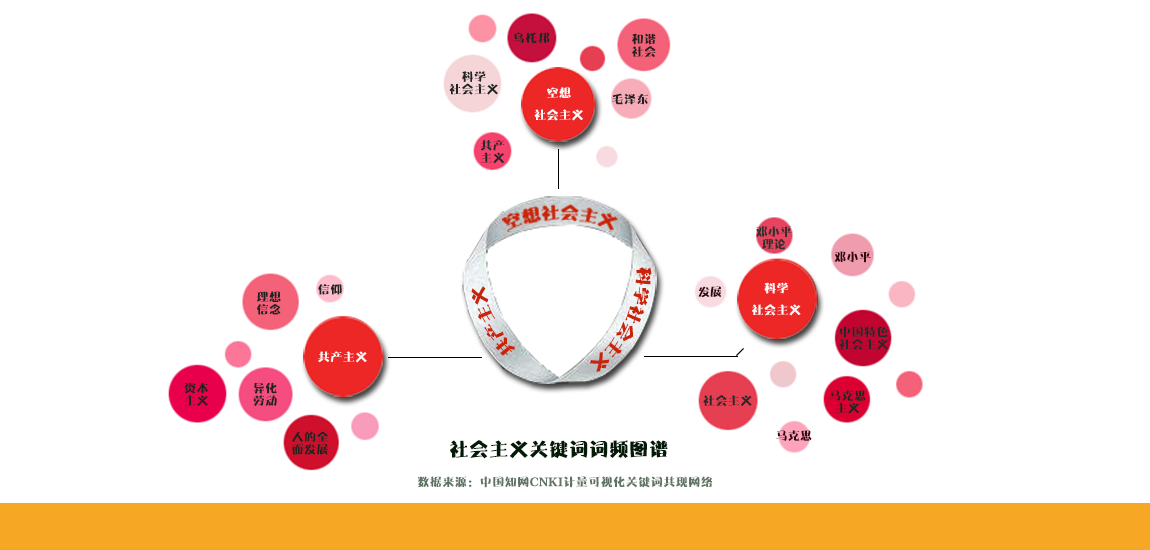 乌托邦
和谐
社会
科学
社会主义
空想
社会主义
毛泽东
共产
主义
空想社会主义
科学社会主义
共产主义
邓小平
理论
邓小平
发展
科学
社会主义
中国特色
社会主义
社会主义
马克思
主义
马克思
信仰
理想
信念
共产主义
资本
主义
异化
劳动
人的全
面发展
社会主义关键词词频图谱
数据来源：中国知网CNKI计量可视化关键词共现网络